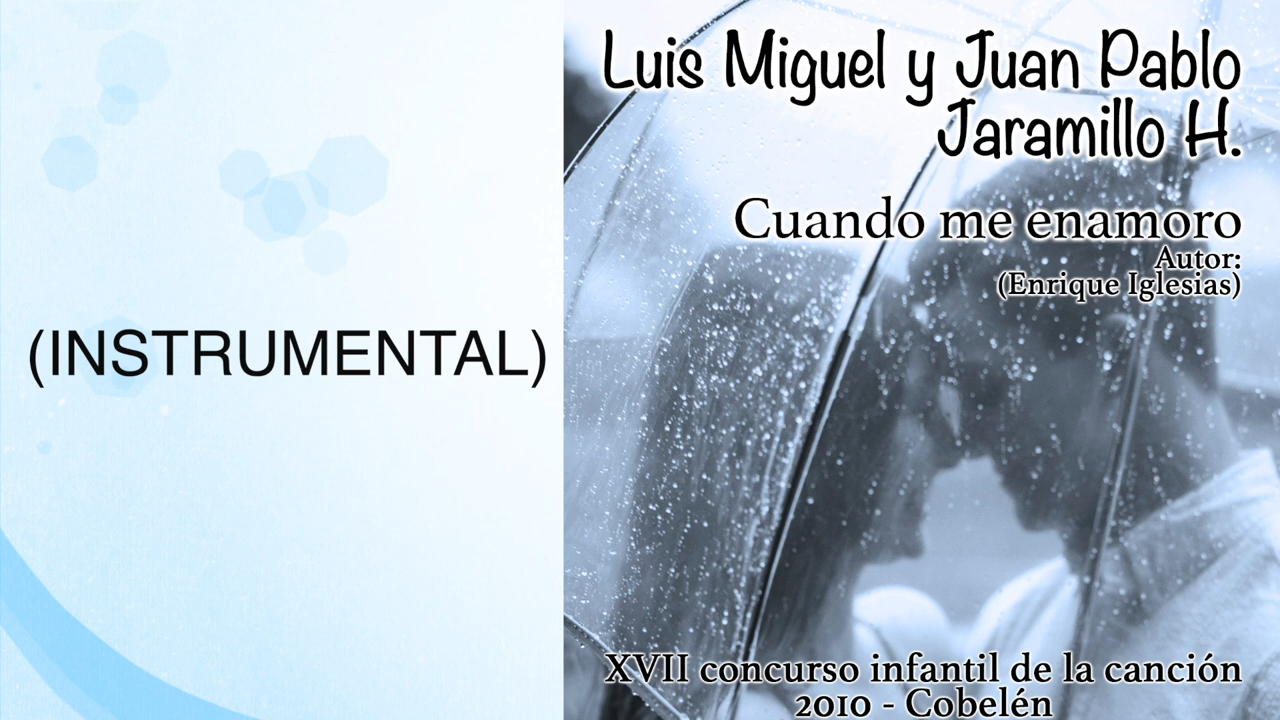 (INSTRUMENTAL)
Luis Miguel y Juan Pablo
Jaramillo H.
Cuando me enamoro
Autor:
(Enrique Iglesias)
XVII concurso infantil de la canción
2010 - Cobelén